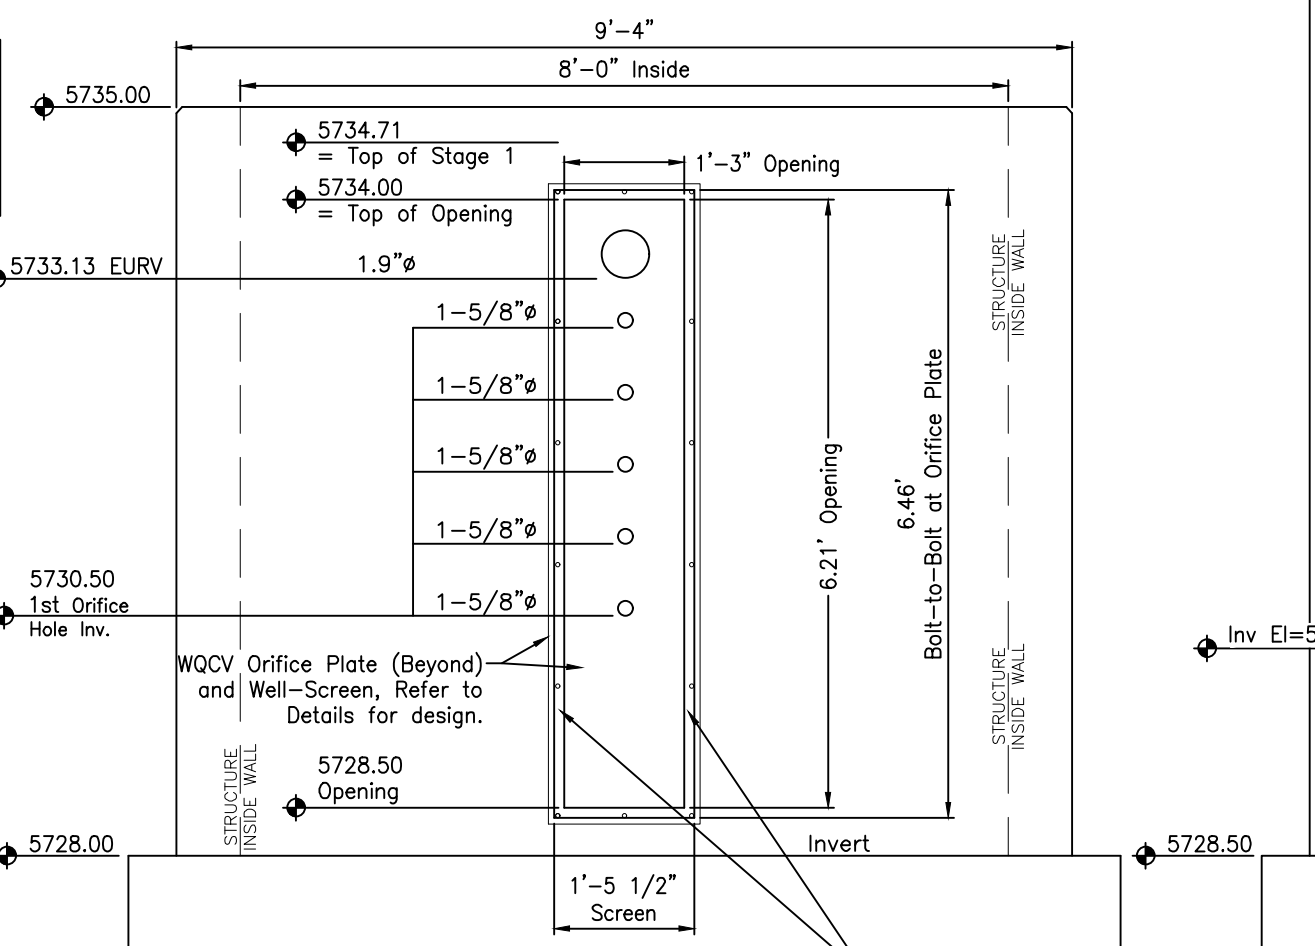 9'-4"
8'-0" Inside
5735.00
5734.71
= Top of Stage 1
1'-3" Opening
5734.00
= Top of Opening
5733.13 EURV
1.9"ø
1-5/8"ø
1-5/8"ø
1-5/8"ø
1-5/8"ø
1-5/8"ø
STRUCTURE
INSIDE WALL
6.21' Opening
6.46'
Bolt-to-Bolt at Orifice Plate
5730.50
1st Orifice
Hole Inv.
Inv El=5
WQCV Orifice Plate (Beyond)
and Well-Screen, Refer to
Details for design.
STRUCTURE
INSIDE WALL
STRUCTURE
INSIDE WALL
5728.50
Opening
5728.00
Invert
5728.50
1'-5 1/2"
Screen